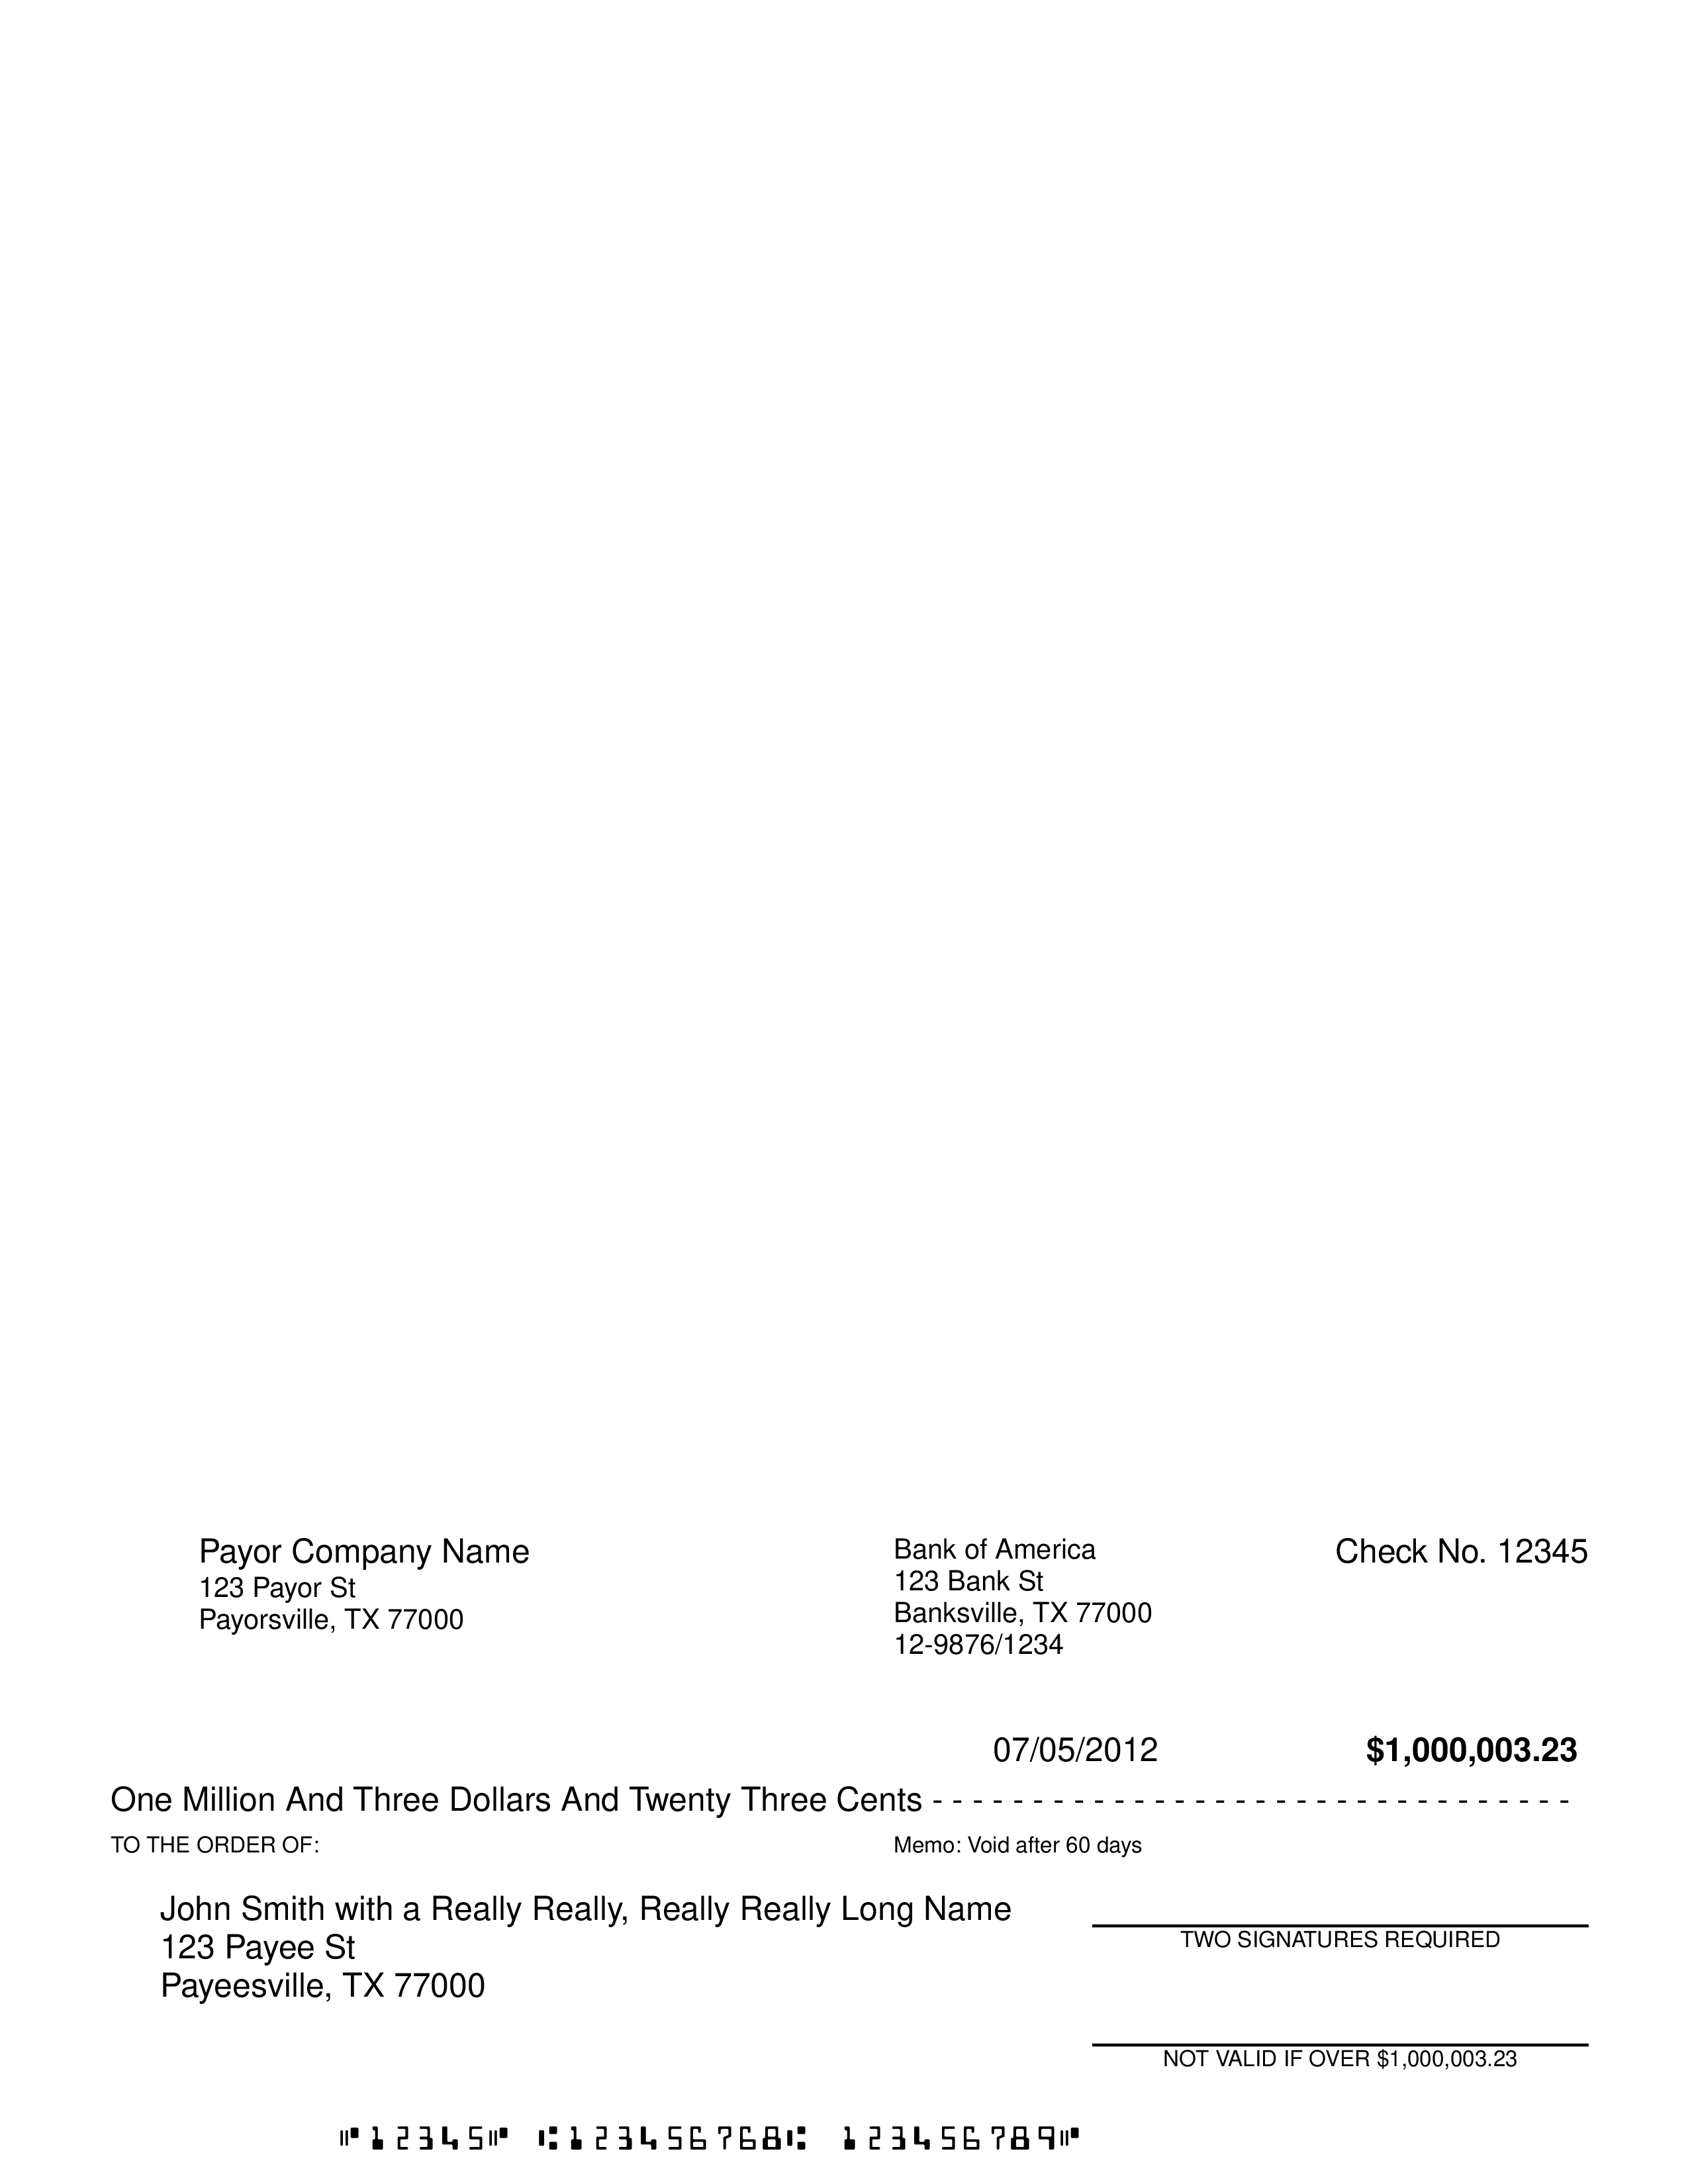 Payor Company Name
123 Payor St
Payorsville, TX 77000
Bank of America
123 Bank St
Banksville, TX 77000
12-9876/1234
Check No. 12345
07/05/2012 $1,000,003.23
One Million And Three Dollars And Twenty Three Cents - - - - - - - - - - - - - - - - - - - - - - - - - - - - - - - -
TO THE ORDER OF:
Memo: Void after 60 days
John Smith with a Really Really, Really Really Long Name
123 Payee St
Payeesville, TX 77000
TWO SIGNATURES REQUIRED
NOT VALID IF OVER $1,000,003.23
⑈12345⑈ ⑆123456768⑆ 123456789⑈